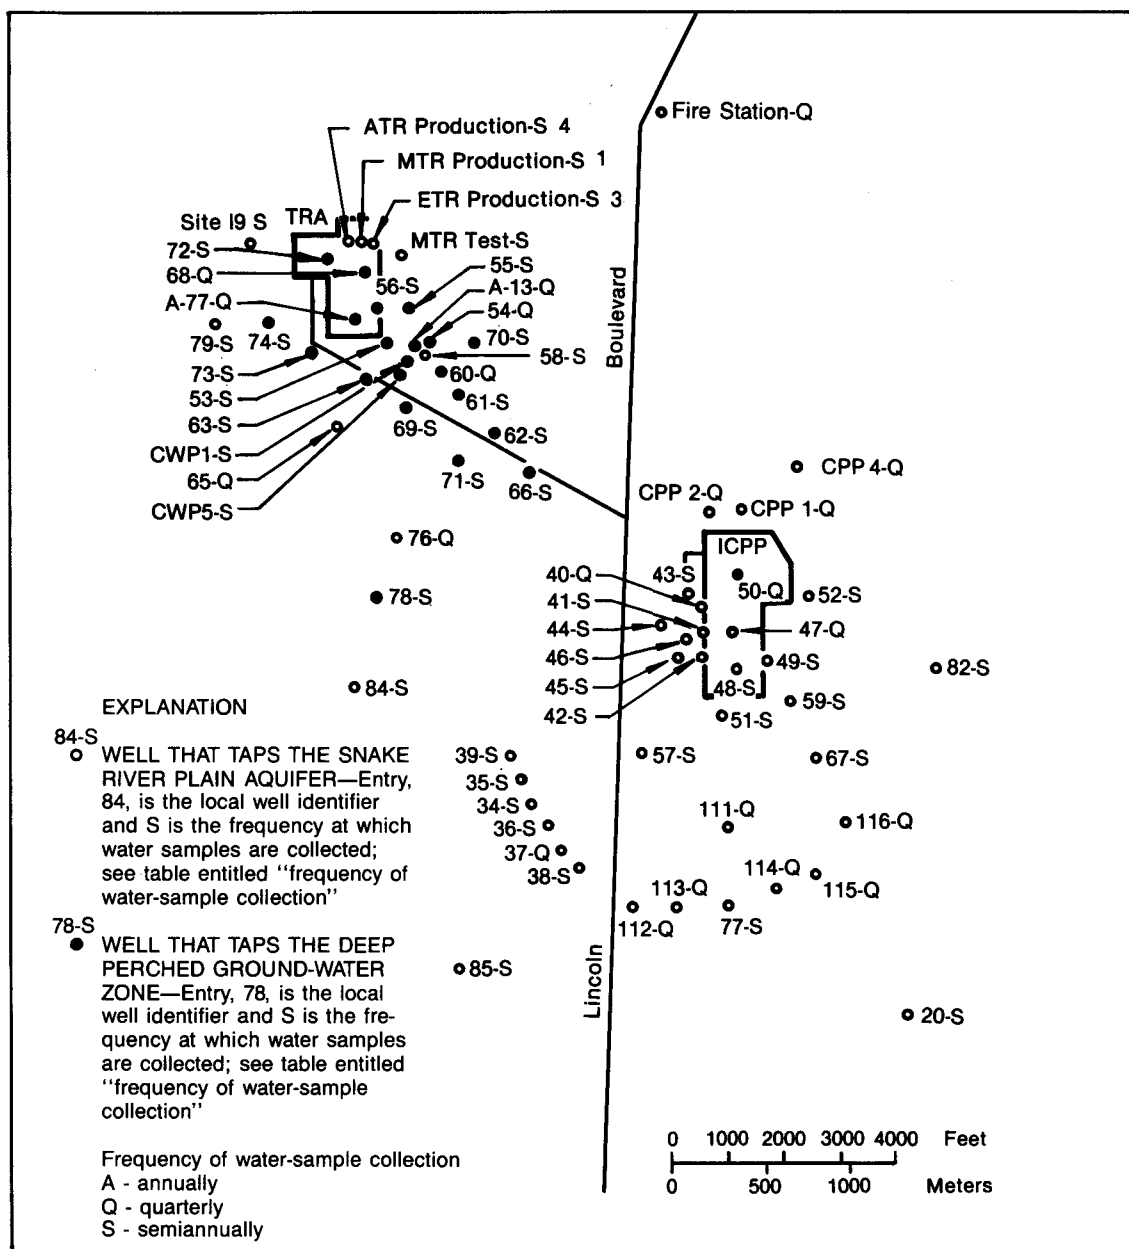 Fire Station-Q
ATR Production-S 4
MTR Production-S 1
ETR Production-S 3
TRA
Site 19 S
MTR Test-S
72-S
55-S
68-Q
56-S
A-13-Q
A-77-Q
54-Q
79-S
74-S
70-S
58-S
73-S
60-Q
53-S
61-S
63-S
69-S
62-S
CWP1-S
65-Q
71-S
66-S
CWP5-S
76-Q
78-S
84-S
Boulevard
Lincoln
CPP 4-Q
CPP 2-Q
CPP 1-Q
ICPP
40-Q
43-S
50-Q
52-S
41-S
44-S
47-Q
46-S
49-S
45-S
48-S
82-S
42-S
51-S
59-S
39-S
57-S
67-S
35-S
34-S
36-S
111-Q
116-Q
37-Q
38-S
114-Q
115-Q
113-Q
112-Q
77-S
85-S
20-S
EXPLANATION
84-S
WELL THAT TAPS THE SNAKE
RIVER PLAIN AQUIFER—Entry,
84, is the local well identifier
and S is the frequency at which
water samples are collected;
see table entitled "frequency of
water-sample collection"
78-S
WELL THAT TAPS THE DEEP
PERCHED GROUND-WATER
ZONE—Entry, 78, is the local
well identifier and S is the fre-
quency at which water samples
are collected; see table entitled
"frequency of water-sample
collection"
Frequency of water-sample collection
A - annually
Q - quarterly
S - semiannually
0 1000 2000 3000 4000 Feet
0 500 1000 Meters